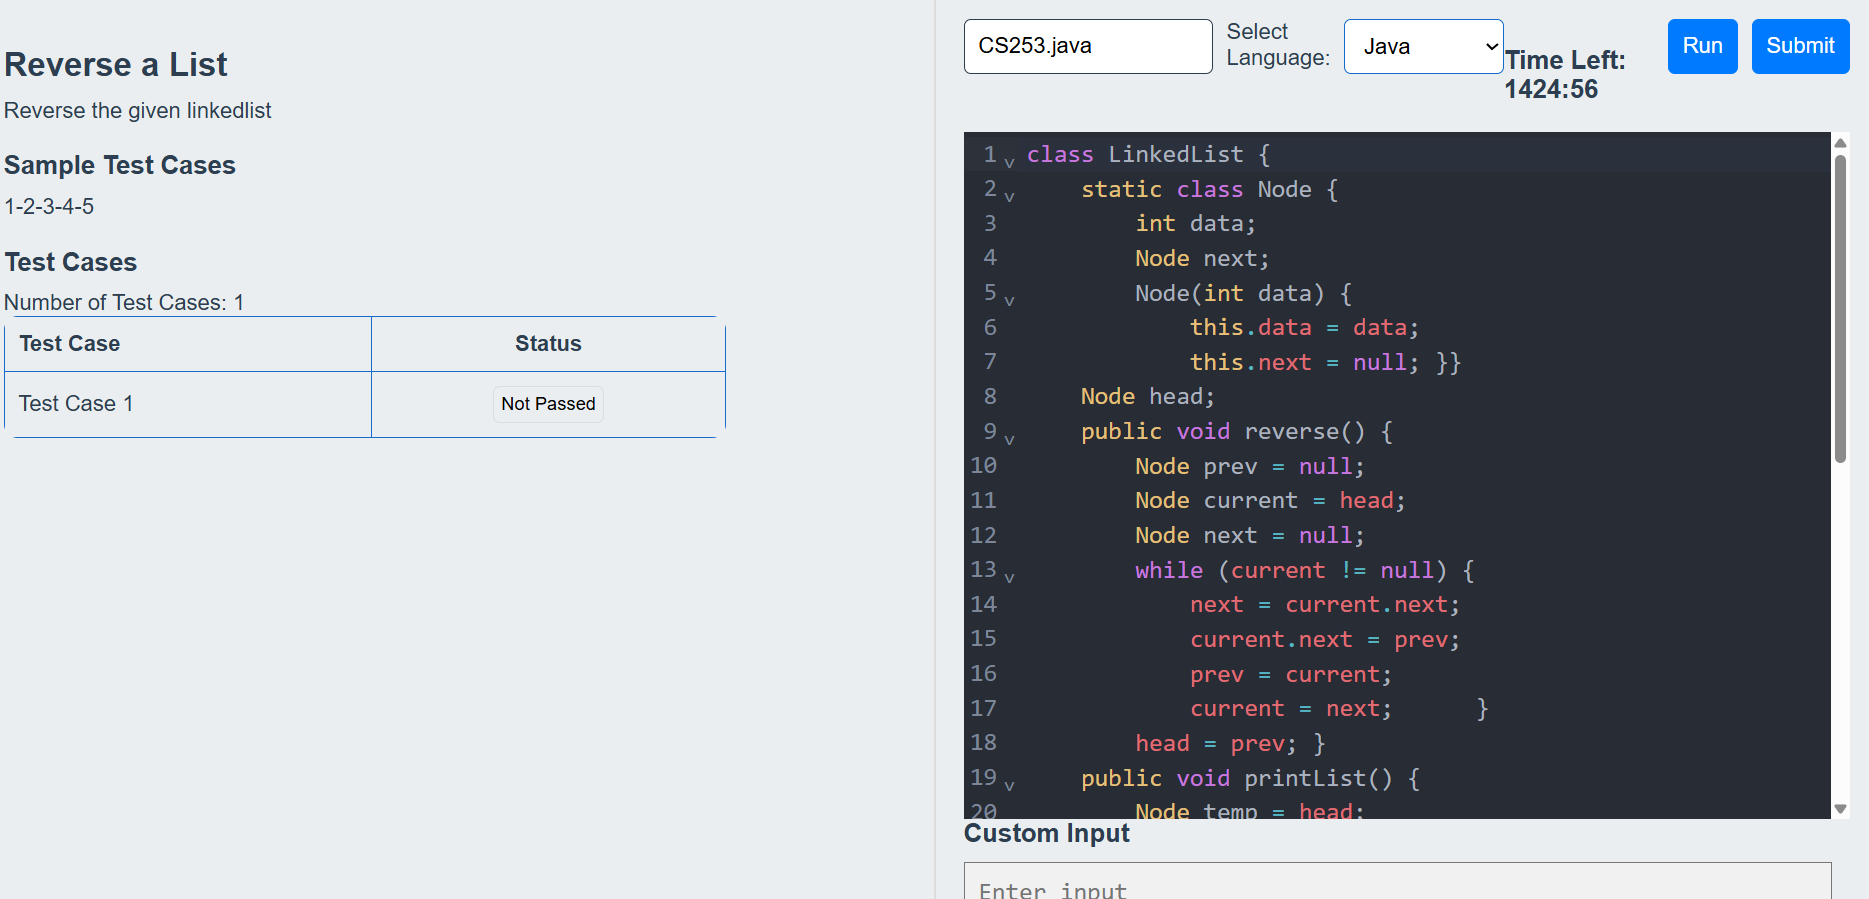 Reverse a List
Reverse the given linkedlist
Sample Test Cases
1-2-3-4-5
Test Cases
Number of Test Cases: 1
Test Case Status
Test Case 1 Not Passed
CS253.java
Select
Language:
Java
Time Left:
1424:56
Run
Submit
1 class LinkedList {
2 static class Node {
3 int data;
4 Node next;
5 Node(int data) {
6 this.data = data;
7 this.next = null; }}
8 Node head;
9 public void reverse() {
10 Node prev = null;
11 Node current = head;
12 Node next = null;
13 while (current != null) {
14 next = current.next;
15 current.next = prev;
16 prev = current;
17 current = next; }
18 head = prev; }
19 public void printList() {
20 Node temp = head;
Custom Input
Enter input